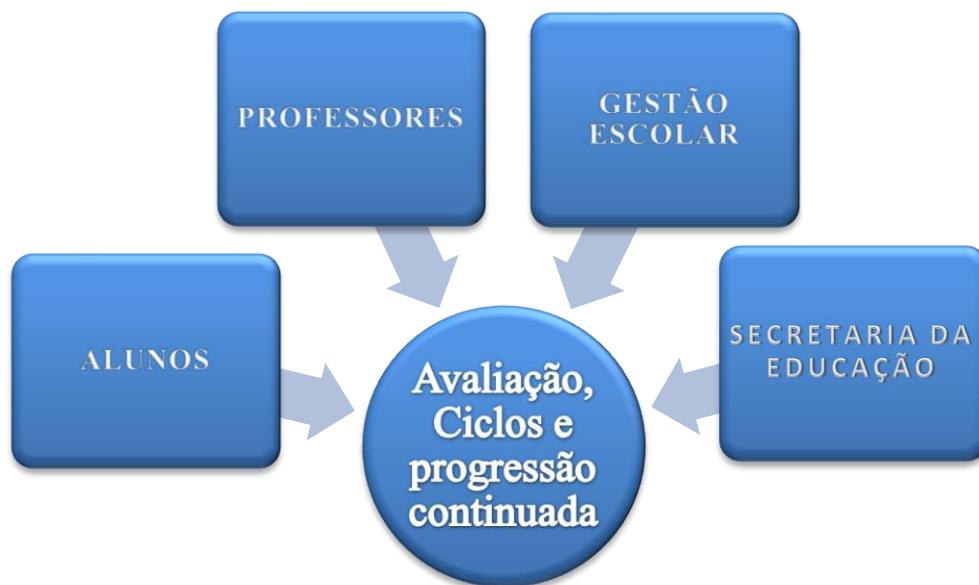 PROFESSORES
GESTÃO
ESCOLAR
ALUNOS
SECRETARIA DA
EDUCAÇÃO
Avaliação,
Ciclos e
progressão
continuada